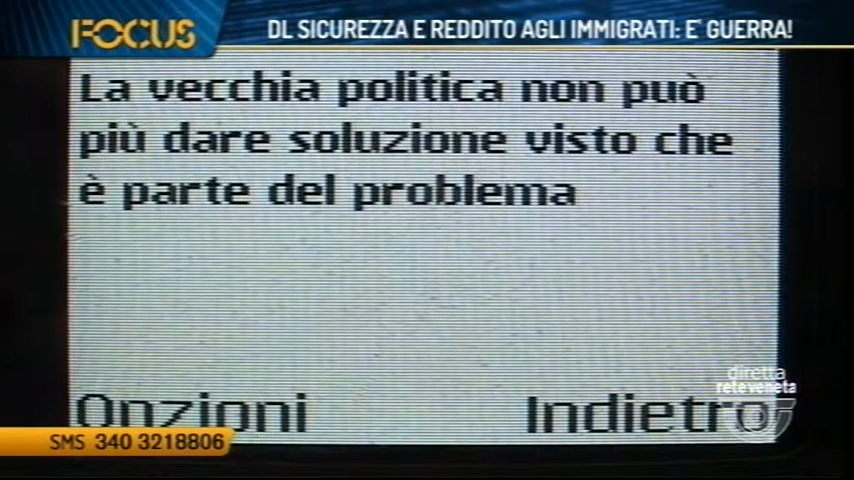 FOCUS
DL SICUREZZA E REDDITO AGLI IMMIGRATI: E' GUERRA!
La vecchia politica non può
più dare soluzione visto che
è parte del problema
Opzioni
Indietro
diretta
reteveneta
SMS 340 3218806